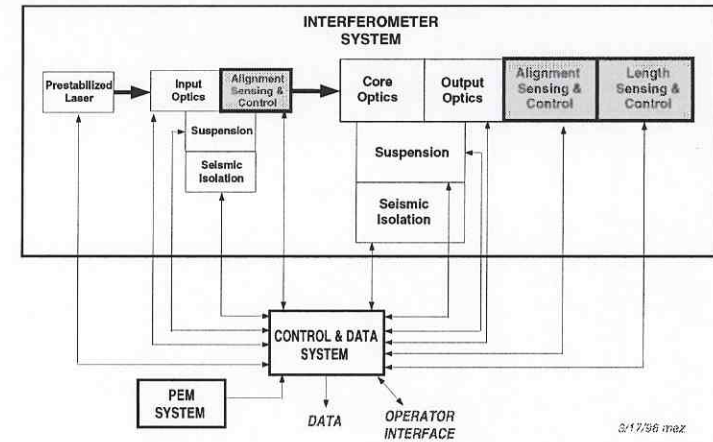 INTERFEROMETER
SYSTEM
Prestabilized
Laser
Input
Optics
Alignment
Sensing &
Control
Suspension
Seismic
Isolation
Core
Optics
Output
Optics
Alignment
Sensing &
Control
Length
Sensing &
Control
Suspension
Seismic
Isolation
CONTROL & DATA
SYSTEM
PEM
SYSTEM
DATA
OPERATOR
INTERFACE
mez